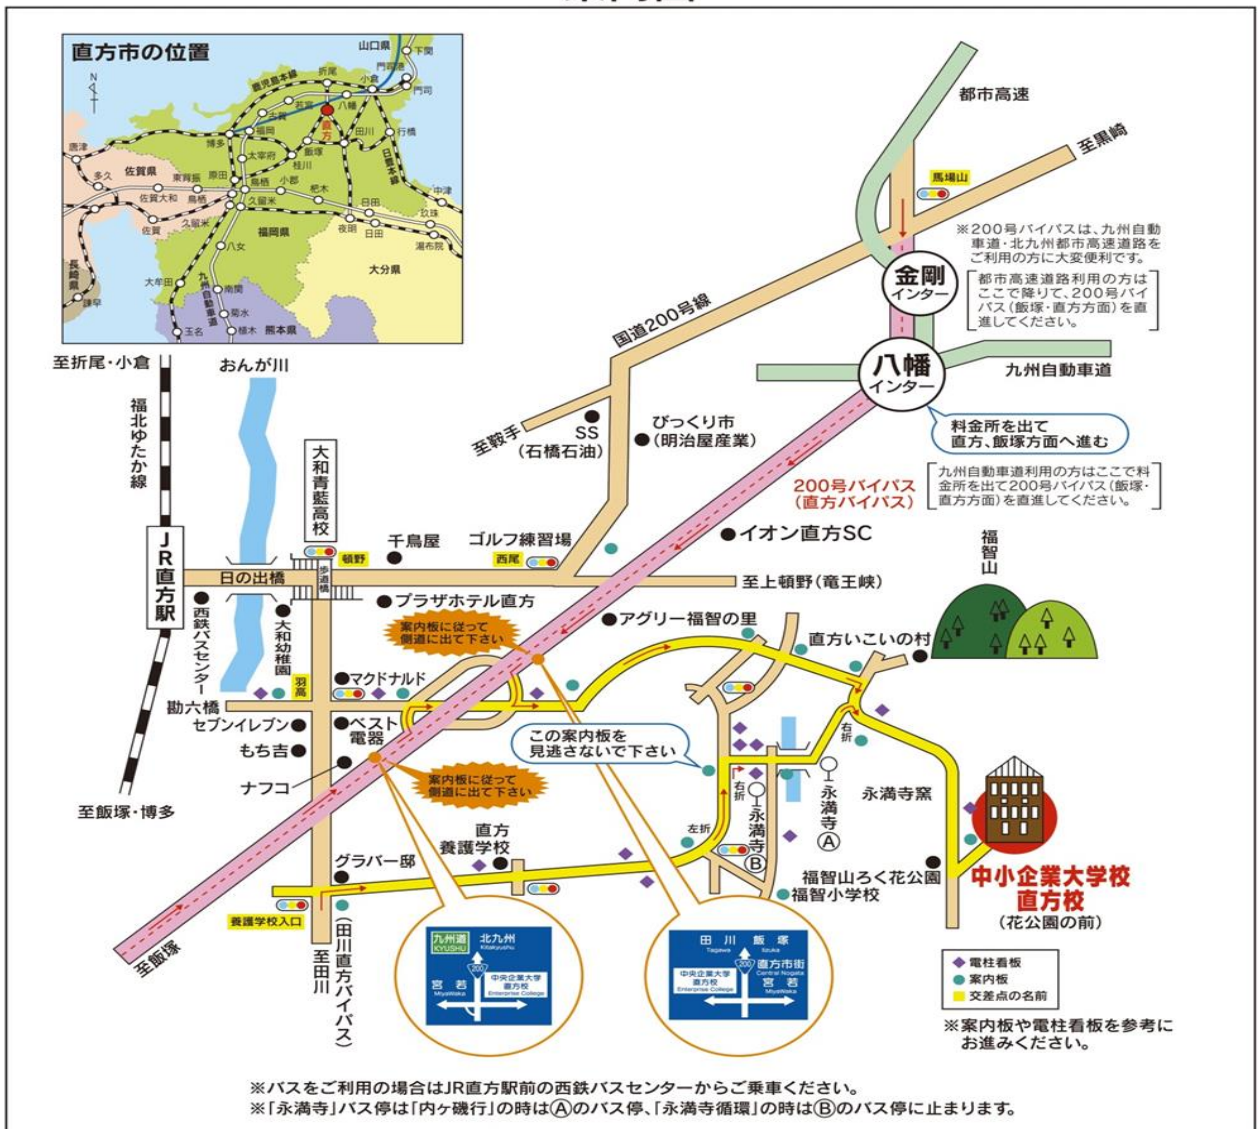 直方市の位置
N
山口県
下関
門司港
門司
小倉
折尾
鹿児島本線
若宮
八幡
古賀
直方
福岡
博多
田川
行橋
飯塚
桂川
日豊本線
太宰府
唐津
多久
佐賀県
東背振
原田
佐賀大和
鳥栖
鳥栖
小郡
杷木
久留米
久留米
佐賀
日田
夜明
日田
中津
玖珠
湯布院
福岡県
八女
大分県
長崎県
諫早
大牟田
九州自動車道
南関
菊水
植木
玉名
熊本県
都市高速
至黒崎
馬場山
※200号バイパスは、九州自動
車道・北九州都市高速道路を
ご利用の方に大変便利です。
金剛
インター
都市高速道路利用の方は
ここで降りて、200号バイ
パス(飯塚・直方方面)を直
進してください。
国道200号線
八幡
インター
九州自動車道
料金所を出て
直方、飯塚方面へ進む
九州自動車道利用の方はここで料
金所を出て200号バイパス(飯塚・
直方方面)を直進してください。
200号バイパス
(直方バイパス)
至折尾・小倉
おんが川
福北ゆたか線
至鞍手
SS
(石橋石油)
びっくり市
(明治屋産業)
大和青藍高校
千鳥屋
ゴルフ練習場
イオン直方SC
福智山
JR直方駅
日の出橋
歩道橋
頓野
西尾
至上頓野(竜王峡)
西鉄バスセンター
大和幼稚園
プラザホテル直方
案内板に従って
側道に出て下さい
アグリー福智の里
直方いこいの村
羽高
マクドナルド
勘六橋
セブンイレブン
ベスト
電器
もち吉
ナフコ
案内板に従って
側道に出て下さい
この案内板を
見逃さないで下さい
右折
右折
左折
永満寺Ⓐ
永満寺Ⓑ
永満寺窯
至飯塚・博多
グラバー邸
直方
養護学校
福智山ろく花公園
福智小学校
中小企業大学校
直方校
(花公園の前)
養護学校入口
至飯塚
至田川
(田川直方バイパス)
九州道
KYUSHU
北九州
Kitakyushu
200
宮若
MiyaWaka
中央企業大学
直方校
Enterprise College
田川
Tagawa
飯塚
Iizuka
200
直方市街
Central Nogata
宮若
MiyaWaka
中央企業大学
直方校
Enterprise College
電柱看板
案内板
交差点の名前
※案内板や電柱看板を参考に
お進みください。
※バスをご利用の場合はJR直方駅前の西鉄バスセンターからご乗車ください。
※「永満寺」バス停は「内ヶ磯行」の時はⒶのバス停、「永満寺循環」の時はⒷのバス停に止まります。